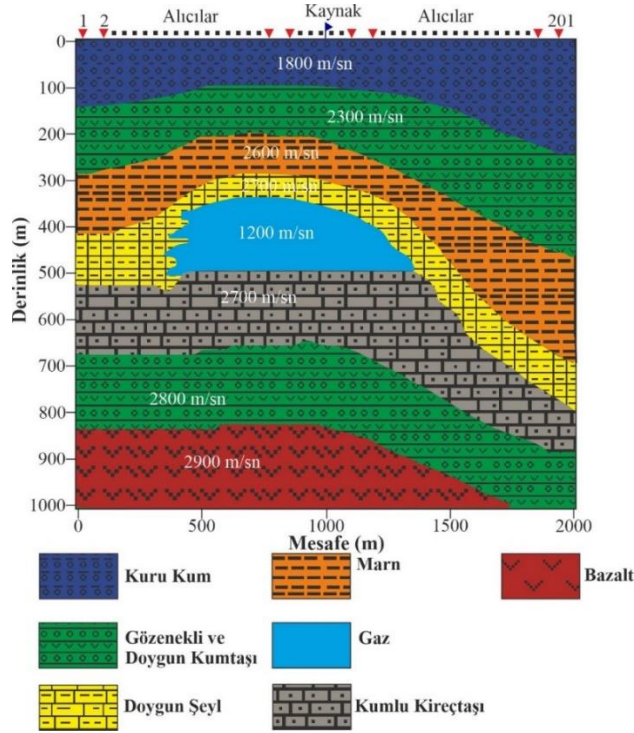 Alıcılar Kaynak Alıcılar
1 2 201
0
100
200
300
400
500
600
700
800
900
1000
Derinlik (m)
1800 m/sn
2300 m/sn
2600 m/sn
1200 m/sn
2700 m/sn
2800 m/sn
2900 m/sn
0 500 1000 1500 2000
Mesafe (m)
Kuru Kum
Marn
Bazalt
Gözenekli ve
Doygun Kumtaşı
Gaz
Doygun Şeyl
Kumlu Kireçtaşı